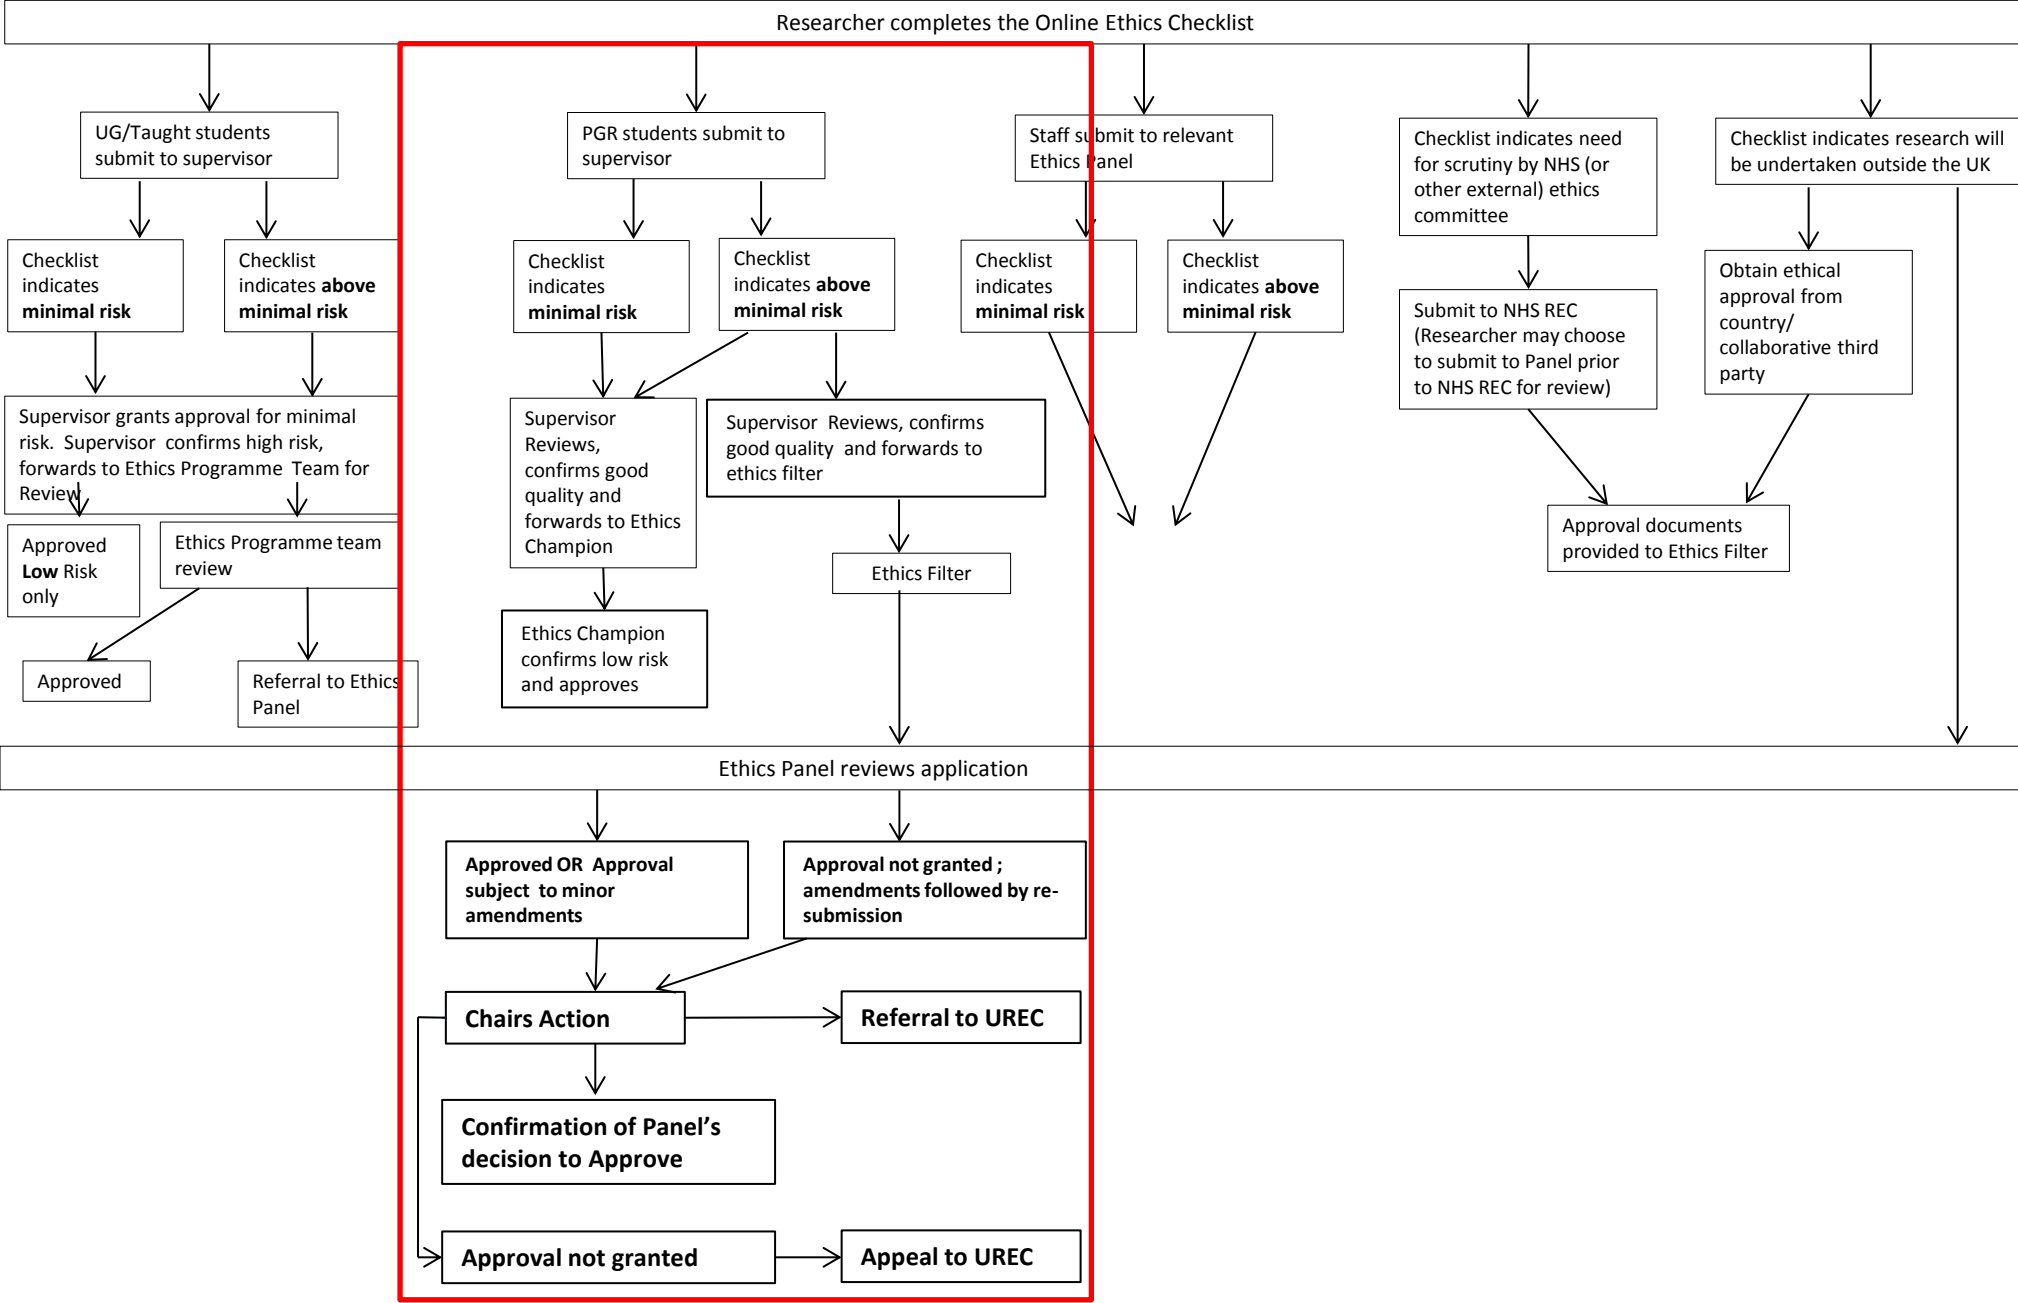 Researcher completes the Online Ethics Checklist
UG/Taught students
submit to supervisor
PGR students submit to
supervisor
Staff submit to relevant
Ethics Panel
Checklist indicates need
for scrutiny by NHS (or
other external) ethics
committee
Checklist indicates research will
be undertaken outside the UK
Checklist
indicates
minimal risk
Checklist
indicates above
minimal risk
Checklist
indicates
minimal risk
Checklist
indicates above
minimal risk
Checklist
indicates
minimal risk
Checklist
indicates above
minimal risk
Submit to NHS REC
(Researcher may choose
to submit to Panel prior
to NHS REC for review)
Obtain ethical
approval from
country/
collaborative third
party
Supervisor grants approval for minimal
risk. Supervisor confirms high risk,
forwards to Ethics Programme Team for
Review
Supervisor
Reviews,
confirms good
quality and
forwards to Ethics
Champion
Supervisor Reviews, confirms
good quality and forwards to
ethics filter
Approved
Low Risk
only
Ethics Programme team
review
Ethics Filter
Approval documents
provided to Ethics Filter
Approved
Referral to Ethics
Panel
Ethics Champion
confirms low risk
and approves
Ethics Panel reviews application
Approved OR Approval
subject to minor
amendments
Approval not granted ;
amendments followed by re-
submission
Chairs Action
Referral to UREC
Confirmation of Panel’s
decision to Approve
Approval not granted
Appeal to UREC